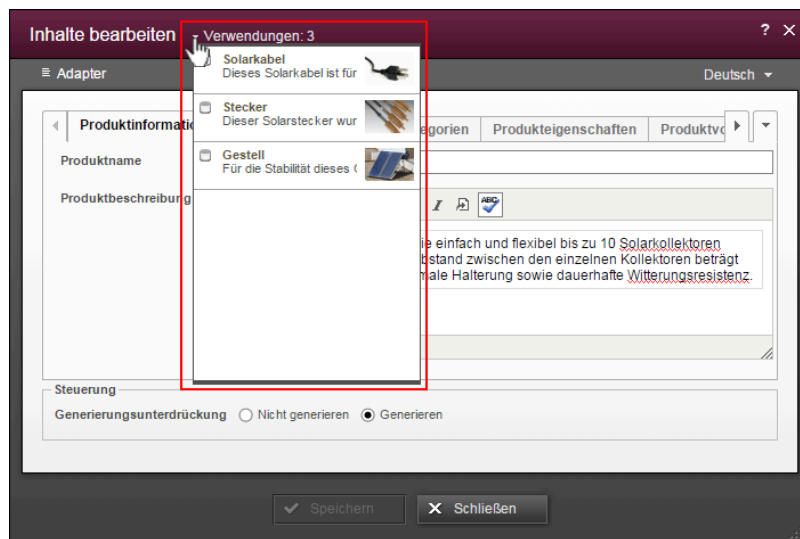 Inhalte bearbeiten
Verwendungen: 3
?
Adapter
Deutsch
Solarkabel
Dieses Solarkabel ist für
Stecker
Dieser Solarstecker wur
Gestell
Für die Stabilität dieses
Produktinformatio
egorien
Produkteigenschaften
Produktvo
Produktname
Produktbeschreibung
I
ABC
ie einfach und flexibel bis zu 10 Solarkollektoren
bstand zwischen den einzelnen Kollektoren beträgt
male Halterung sowie dauerhafte Witterungsresistenz.
Steuerung
Generierungsunterdrückung Nicht generieren Generieren
Speichern
Schließen